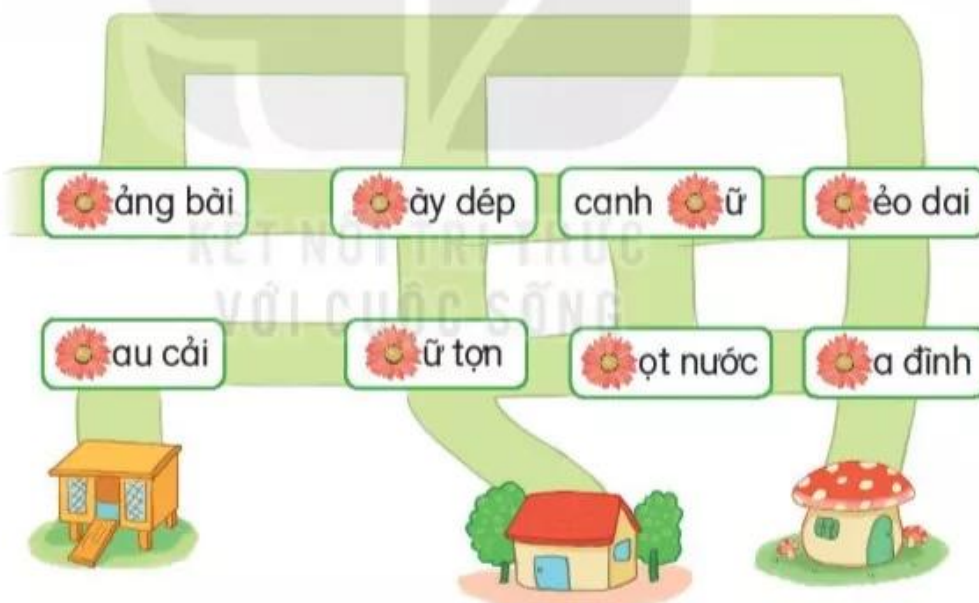 ảng bài
ày dép
canh ữ
ẻo dai
KẾT NỐI TRI THỨC
VỚI CUỘC SỐNG
au cải
ữ tợn
ọt nước
a đình